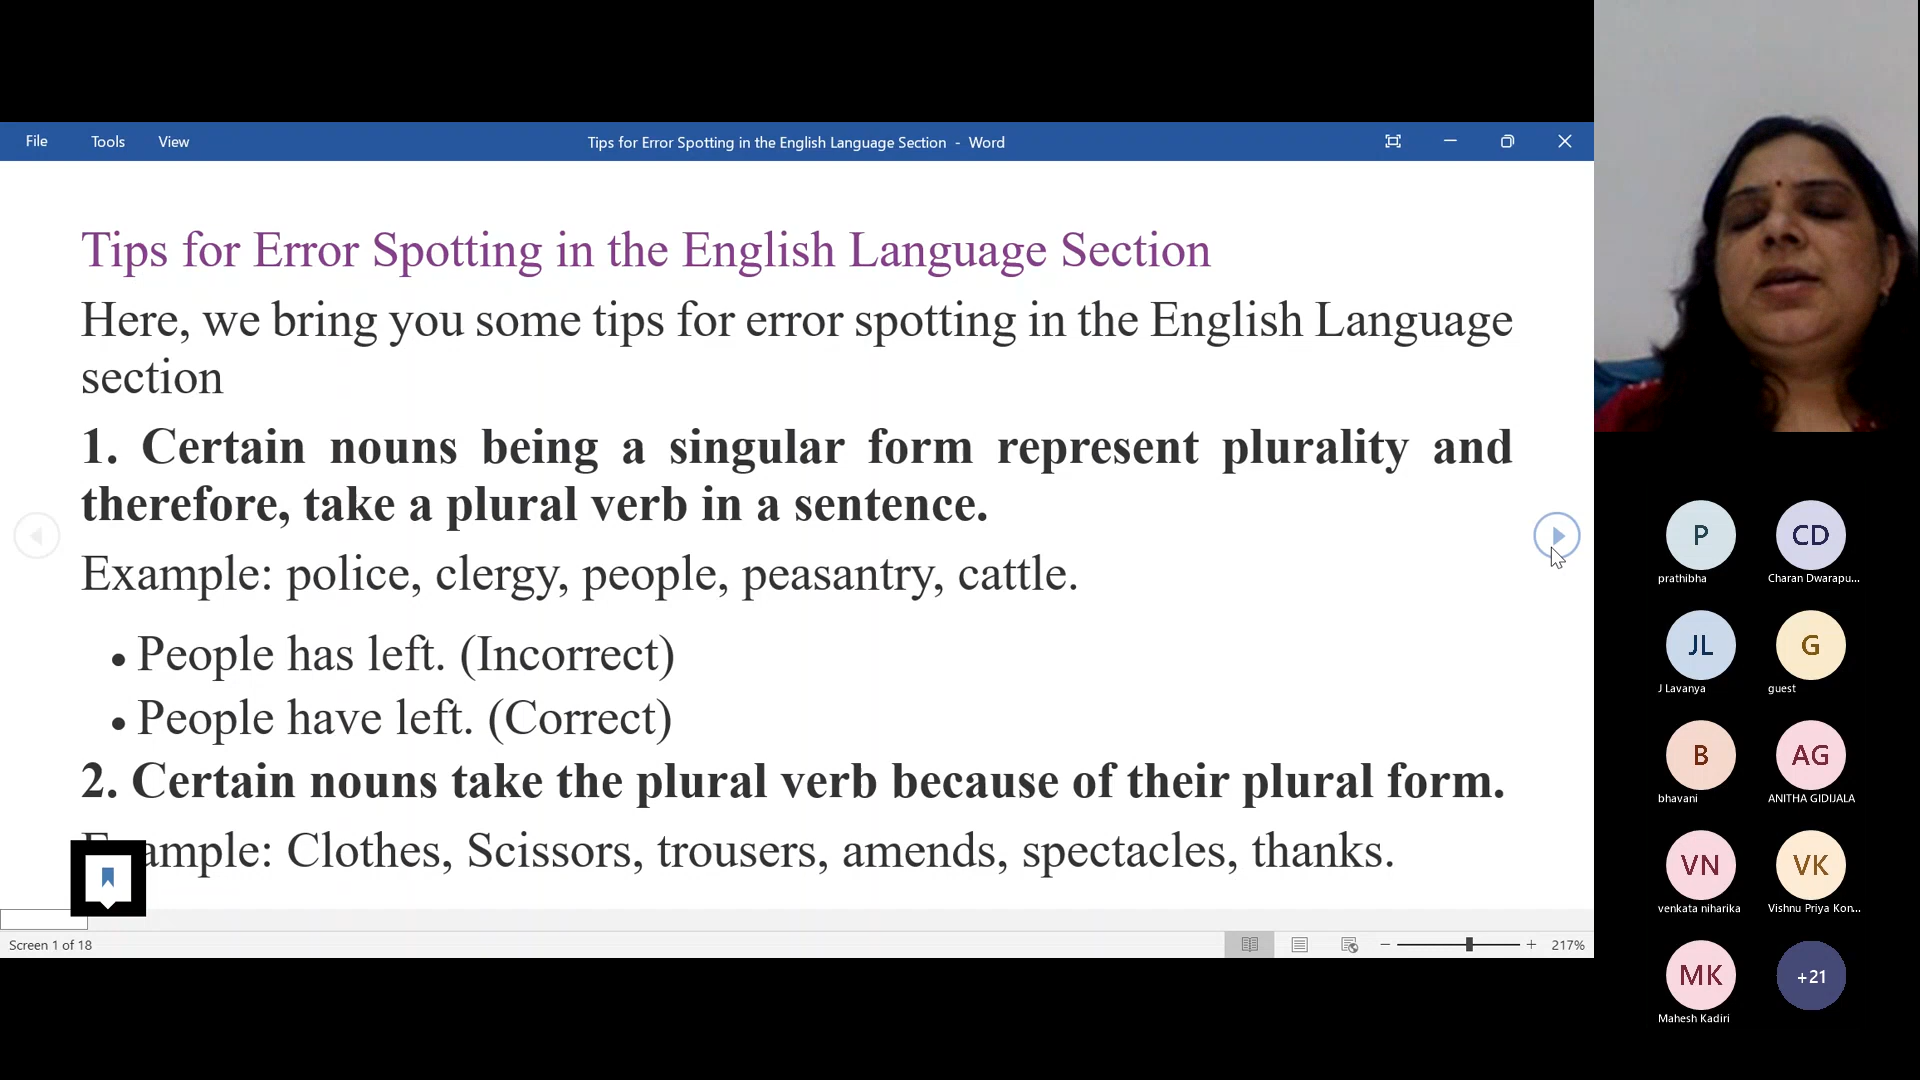 File Tools View
Tips for Error Spotting in the English Language Section - Word
Tips for Error Spotting in the English Language Section
Here, we bring you some tips for error spotting in the English Language
section
1. Certain nouns being a singular form represent plurality and
therefore, take a plural verb in a sentence.
Example: police, clergy, people, peasantry, cattle.
• People has left. (Incorrect)
• People have left. (Correct)
2. Certain nouns take the plural verb because of their plural form.
Example: Clothes, Scissors, trousers, amends, spectacles, thanks.
Screen 1 of 18
217%
P CD
prathibha Charan Dwarapu...
JL G
J Lavanya guest
B AG
bhavani ANITHA GIDIJALA
VN VK
venkata niharika Vishnu Priya Kon...
MK +21
Mahesh Kadiri